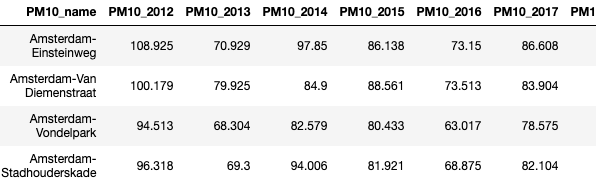 PM10_name PM10_2012 PM10_2013 PM10_2014 PM10_2015 PM10_2016 PM10_2017 PM1
Amsterdam-
Einsteinweg 108.925 70.929 97.85 86.138 73.15 86.608
Amsterdam-Van
Diemenstraat 100.179 79.925 84.9 88.561 73.513 83.904
Amsterdam-
Vondelpark 94.513 68.304 82.579 80.433 63.017 78.575
Amsterdam-
Stadhouderskade 96.318 69.3 94.006 81.921 68.875 82.104